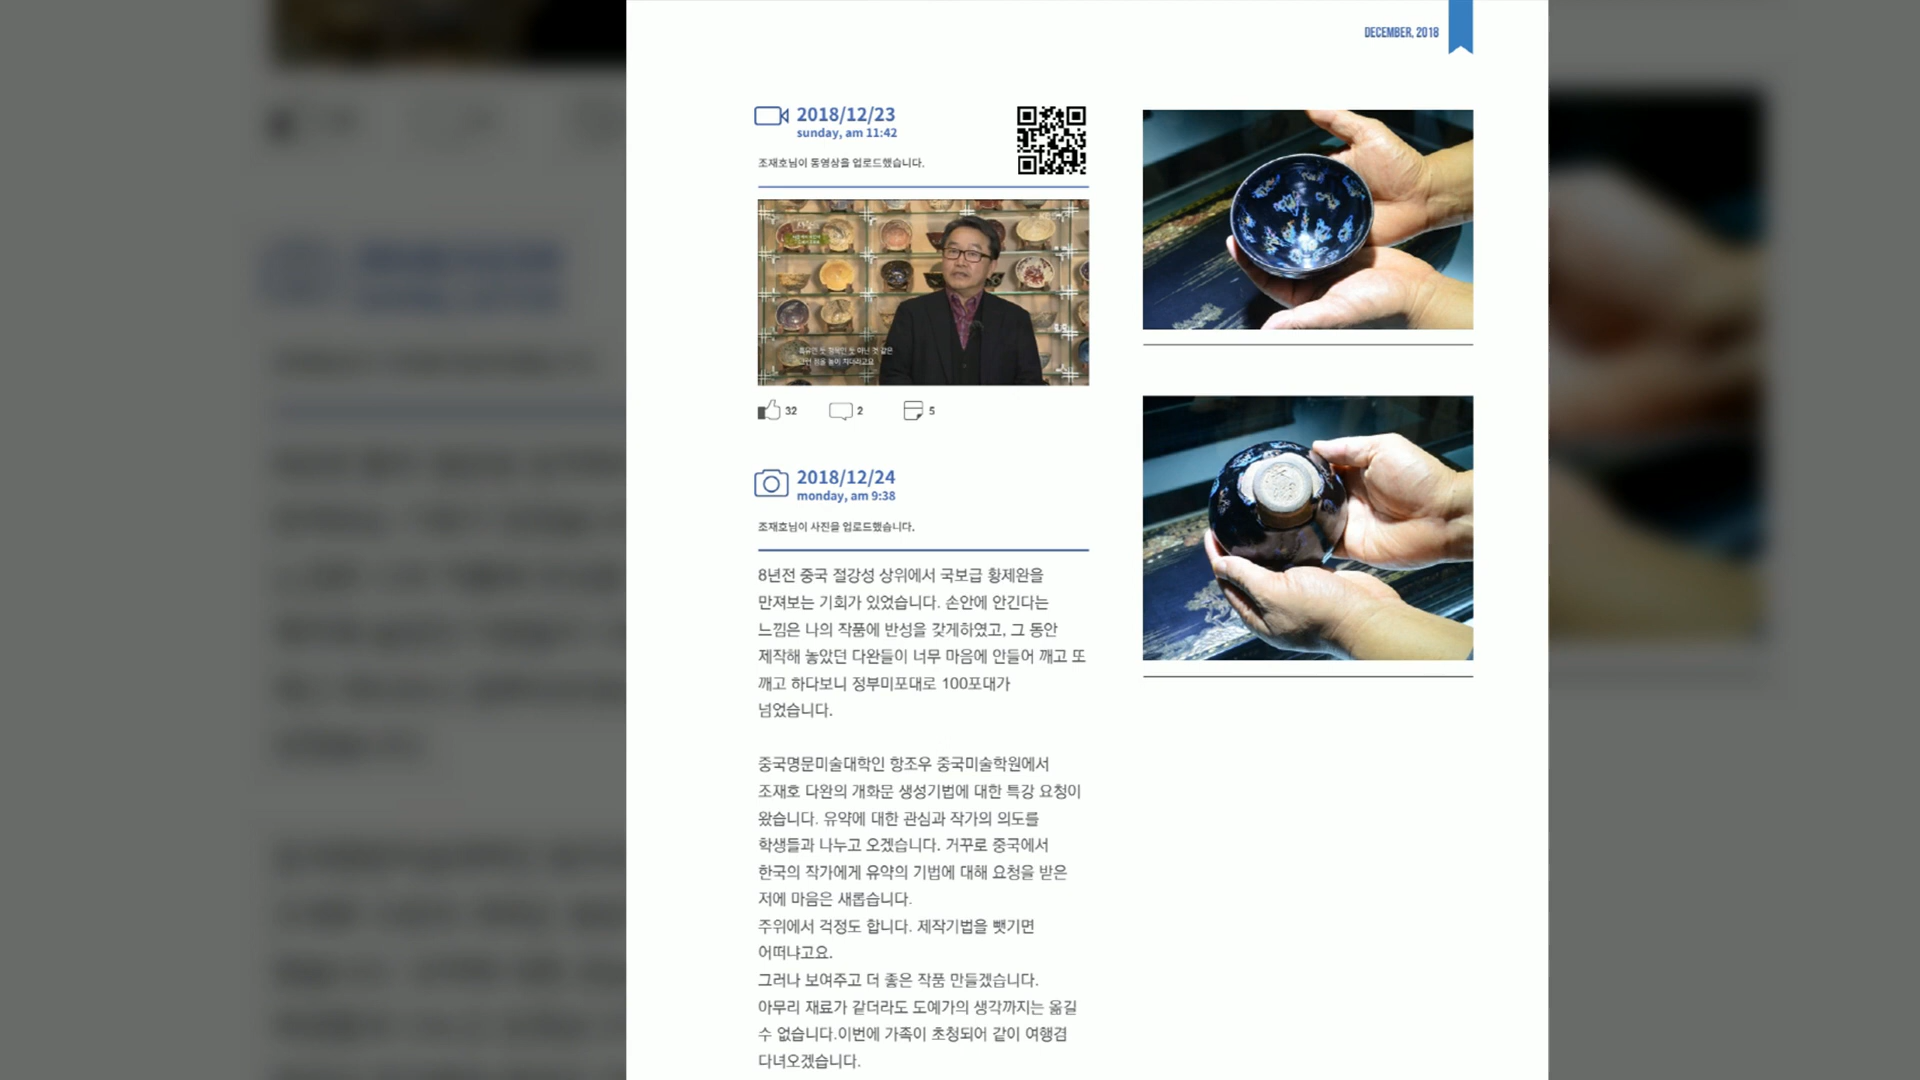 DECEMBER, 2018
2018/12/23
sunday, am 11:42
조재호님이 동영상을 업로드했습니다.
32
2
5
2018/12/24
monday, am 9:38
조재호님이 사진을 업로드했습니다.
8년전 중국 절강성 상위에서 국보급 황제완을
만져보는 기회가 있었습니다. 손안에 안긴다는
느낌은 나의 작품에 반성을 갖게하였고, 그 동안
제작해 놓았던 다완들이 너무 마음에 안들어 깨고 또
깨고 하다보니 정부미포대로 100포대가
넘었습니다.
중국명문미술대학인 항조우 중국미술학원에서
조재호 다완의 개화문 생성기법에 대한 특강 요청이
왔습니다. 유약에 대한 관심과 작가의 의도를
학생들과 나누고 오겠습니다. 거꾸로 중국에서
한국의 작가에게 유약의 기법에 대해 요청을 받은
저에 마음은 새롭습니다.
주위에서 걱정도 합니다. 제작기법을 뺏기면
어떠냐고요.
그러나 보여주고 더 좋은 작품 만들겠습니다.
아무리 재료가 같더라도 도예가의 생각까지는 옮길
수 없습니다.이번에 가족이 초청되어 같이 여행겸
다녀오겠습니다.